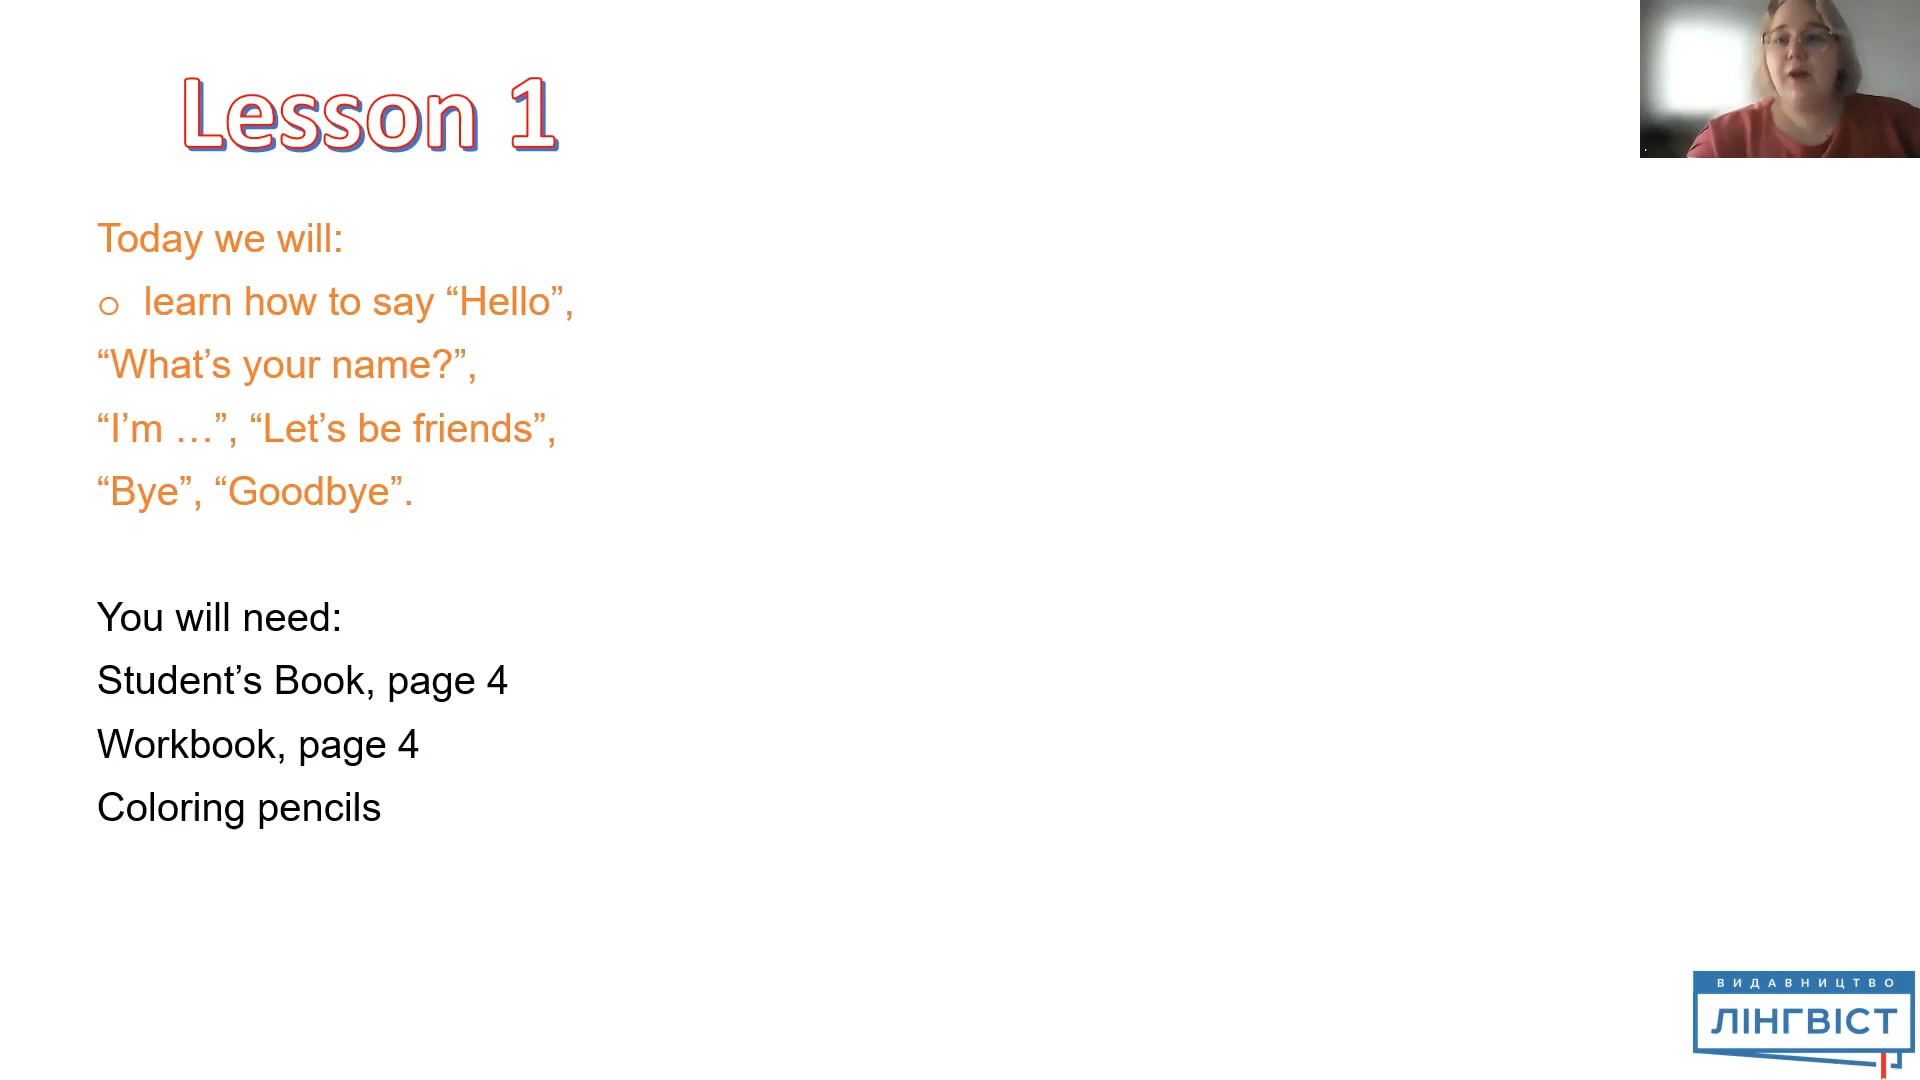 Lesson 1
Today we will:
o learn how to say “Hello”,
“What’s your name?”,
“I’m …”, “Let’s be friends”,
“Bye”, “Goodbye”.
You will need:
Student’s Book, page 4
Workbook, page 4
Coloring pencils
ВИДАВНИЦТВО
ЛІНГВІСТ